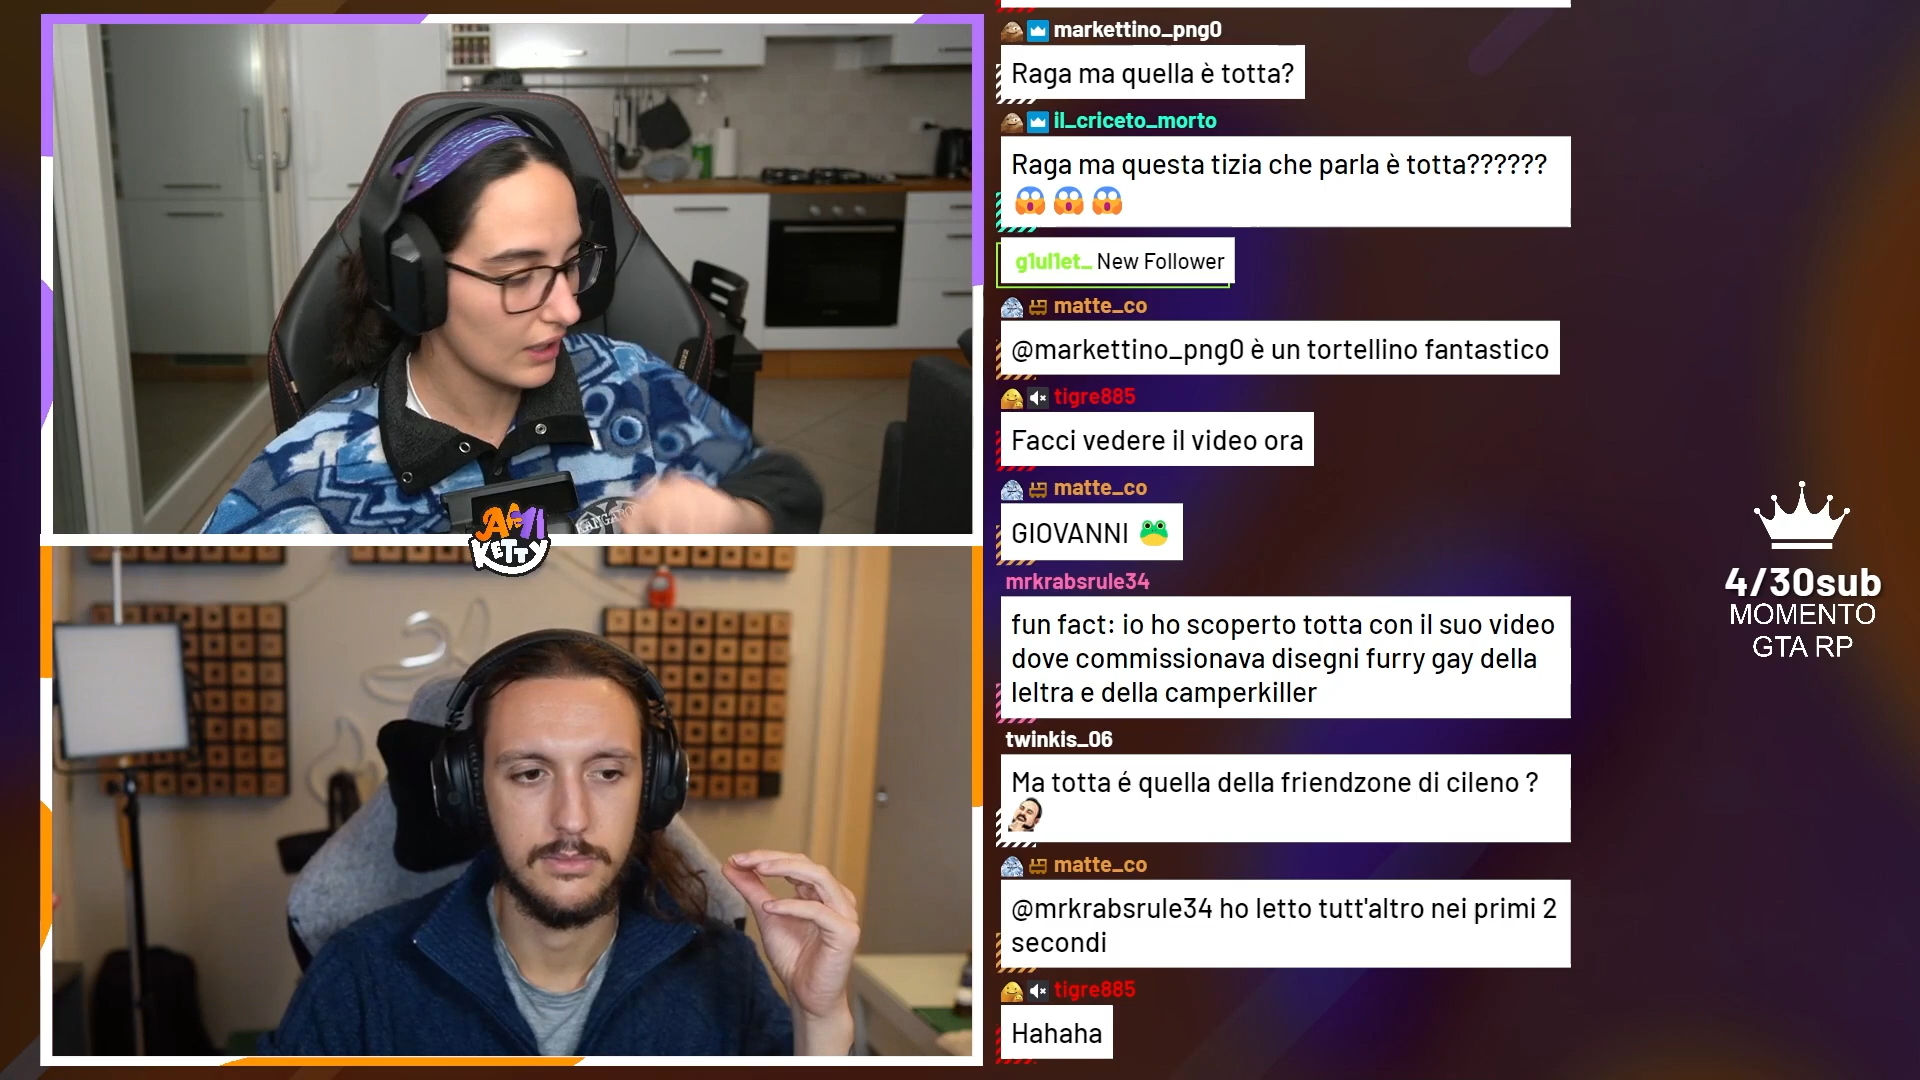 markettino_png0
Raga ma quella è totta?
il_criceto_morto
Raga ma questa tizia che parla è totta??????
😱 😱 😱
g1ul1et_ New Follower
matte_co
@markettino_png0 è un tortellino fantastico
tigre885
Facci vedere il video ora
matte_co
GIOVANNI 🐸
mrkrabsrule34
fun fact: io ho scoperto totta con il suo video
dove commissionava disegni furry gay della
leltra e della camperkiller
twinkis_06
Ma totta é quella della friendzone di cileno ?
matte_co
@mrkrabsrule34 ho letto tutt'altro nei primi 2
secondi
tigre885
Hahaha
AMI
KETTY
4/30sub
MOMENTO
GTA RP